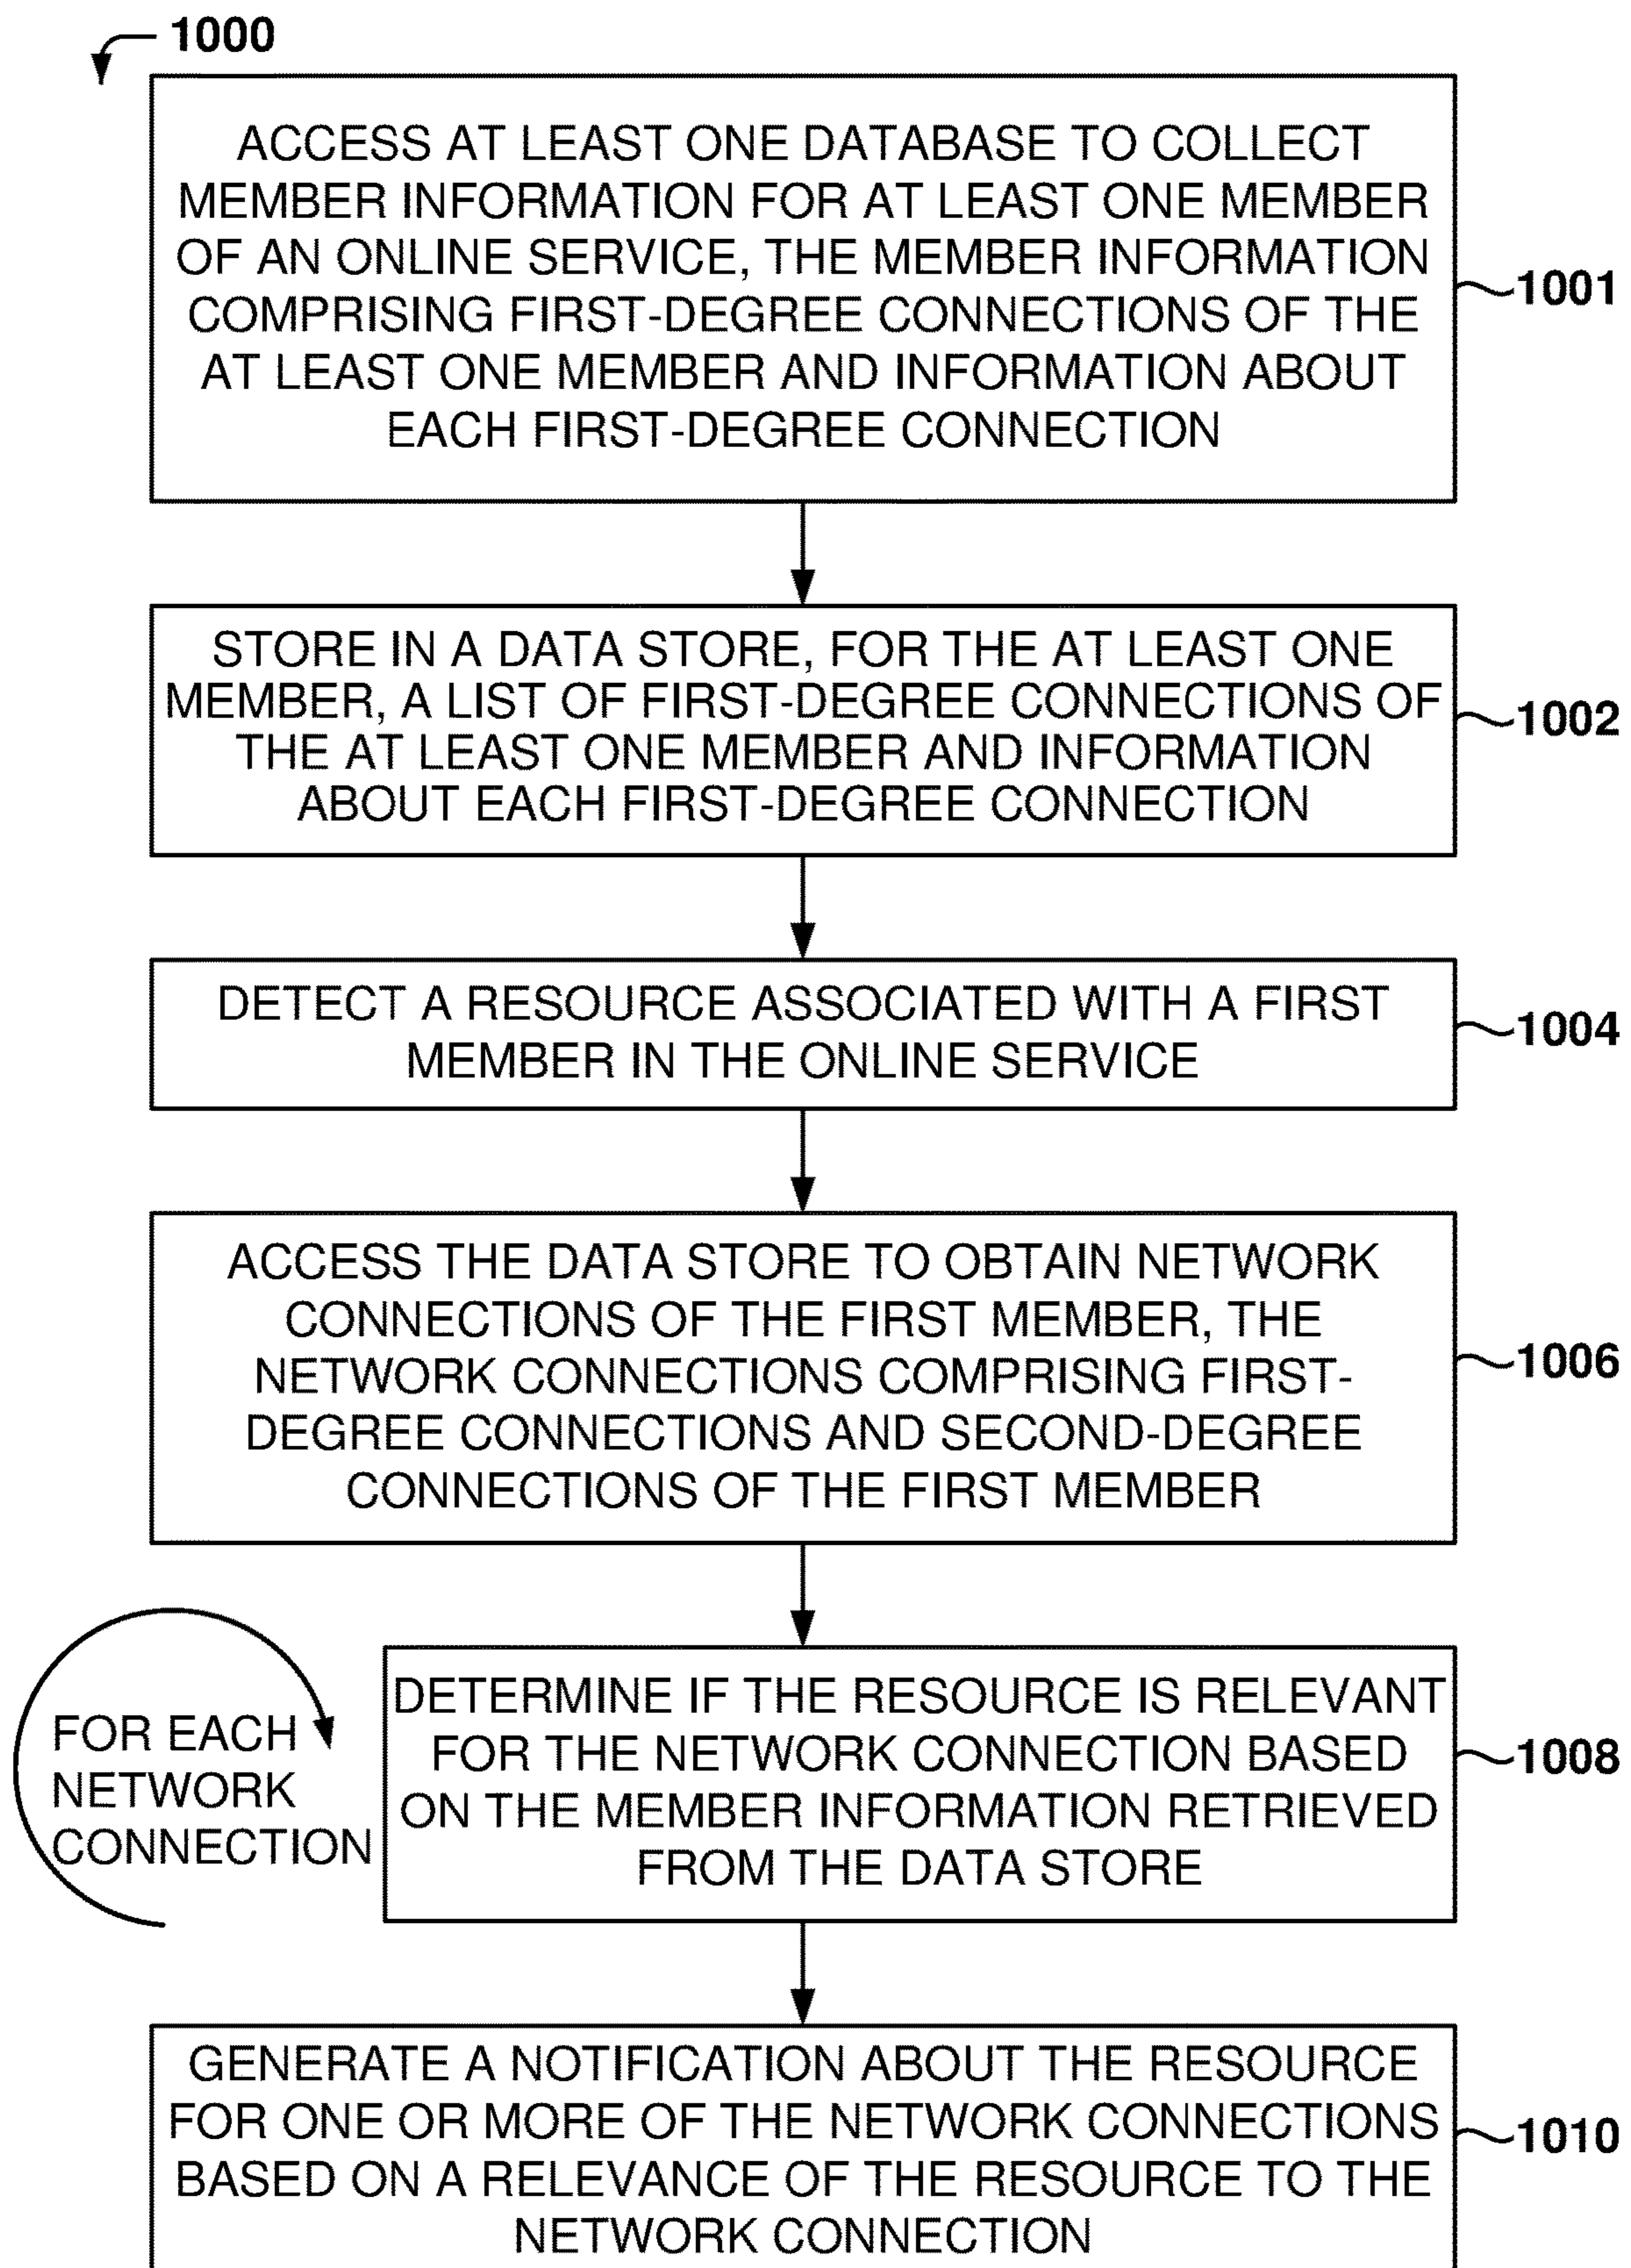 1000
ACCESS AT LEAST ONE DATABASE TO COLLECT
MEMBER INFORMATION FOR AT LEAST ONE MEMBER
OF AN ONLINE SERVICE, THE MEMBER INFORMATION
COMPRISING FIRST-DEGREE CONNECTIONS OF THE
AT LEAST ONE MEMBER AND INFORMATION ABOUT
EACH FIRST-DEGREE CONNECTION
1001
STORE IN A DATA STORE, FOR THE AT LEAST ONE
MEMBER, A LIST OF FIRST-DEGREE CONNECTIONS OF
THE AT LEAST ONE MEMBER AND INFORMATION
ABOUT EACH FIRST-DEGREE CONNECTION
1002
DETECT A RESOURCE ASSOCIATED WITH A FIRST
MEMBER IN THE ONLINE SERVICE
1004
ACCESS THE DATA STORE TO OBTAIN NETWORK
CONNECTIONS OF THE FIRST MEMBER, THE
NETWORK CONNECTIONS COMPRISING FIRST-
DEGREE CONNECTIONS AND SECOND-DEGREE
CONNECTIONS OF THE FIRST MEMBER
1006
FOR EACH
NETWORK
CONNECTION
DETERMINE IF THE RESOURCE IS RELEVANT
FOR THE NETWORK CONNECTION BASED
ON THE MEMBER INFORMATION RETRIEVED
FROM THE DATA STORE
1008
GENERATE A NOTIFICATION ABOUT THE RESOURCE
FOR ONE OR MORE OF THE NETWORK CONNECTIONS
BASED ON A RELEVANCE OF THE RESOURCE TO THE
NETWORK CONNECTION
1010